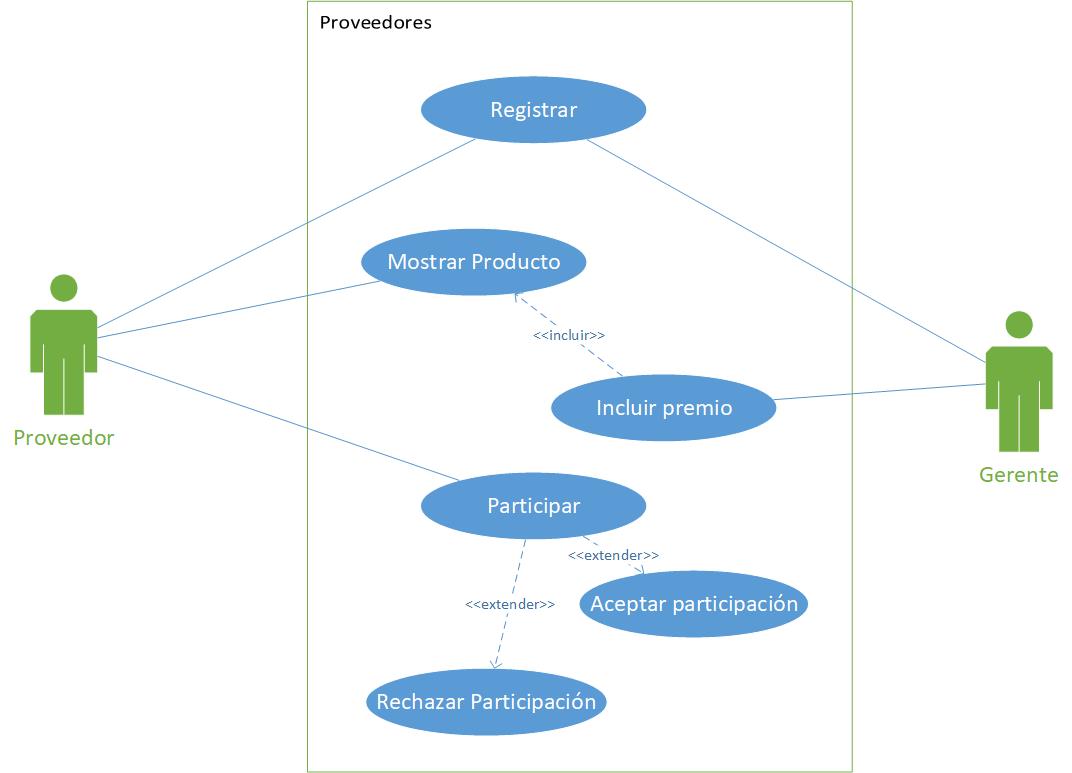 Proveedores
Registrar
Mostrar Producto
<<incluir>>
Incluir premio
Proveedor
Gerente
Participar
<<extender>>
Aceptar participación
<<extender>>
Rechazar Participación